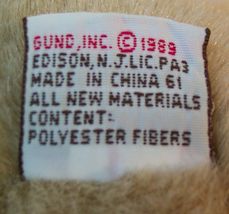 GUND, INC. © 1989
EDISON, N.J. LIC. PA3
MADE IN CHINA 61
ALL NEW MATERIALS
CONTENT:
POLYESTER FIBERS